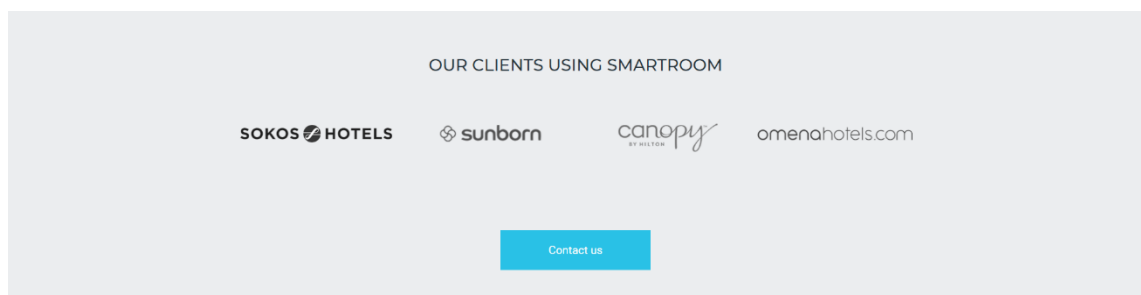 OUR CLIENTS USING SMARTROOM
SOKOS HOTELS sunborn canopy BY HILTON omenahotels.com
Contact us